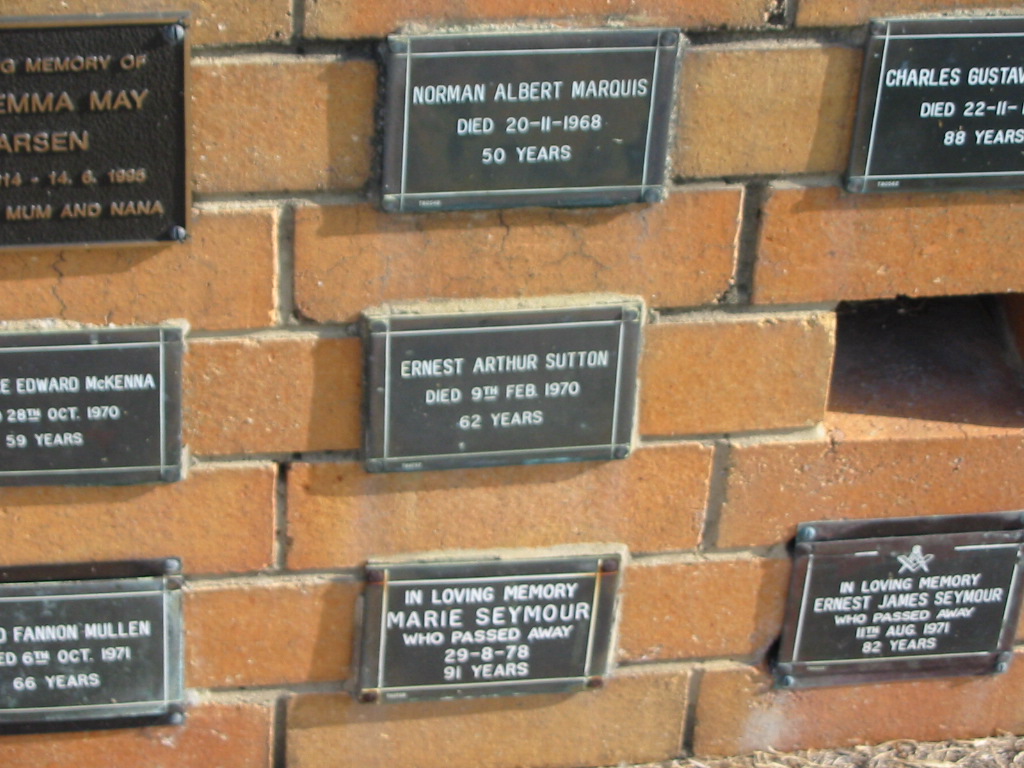 MEMORY OF
EMMA MAY
14 . 6. 1995
MUM AND NANA
NORMAN ALBERT MARQUIS
DIED 20-11-1968
50 YEARS
CHARLES
DIED 22-11-
88 YEARS
EDWARD McKENNA
28TH OCT. 1970
59 YEARS
ERNEST ARTHUR SUTTON
DIED 9TH FEB. 1970
62 YEARS
FANNON MULLEN
6TH OCT. 1971
66 YEARS
IN LOVING MEMORY
MARIE SEYMOUR
WHO PASSED AWAY
29-8-78
91 YEARS
IN LOVING MEMORY
ERNEST JAMES SEYMOUR
WHO PASSED AWAY
11TH AUG. 1971
82 YEARS